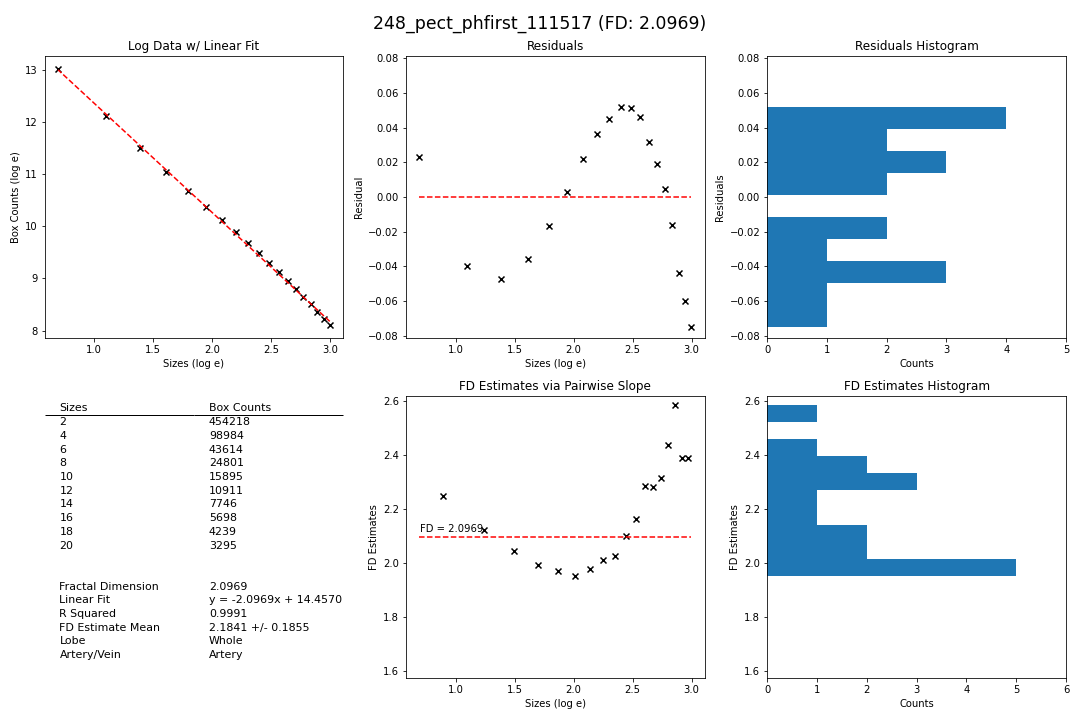 248_pect_phfirst_111517 (FD: 2.0969)
Log Data w/ Linear Fit
13
12
11
10
9
8
Box Counts (log e)
1.0 1.5 2.0 2.5 3.0
Sizes (log e)
Residuals
0.08
0.06
0.04
0.02
0.00
−0.02
−0.04
−0.06
−0.08
Residual
1.0 1.5 2.0 2.5 3.0
Sizes (log e)
Residuals Histogram
0.08
0.06
0.04
0.02
0.00
−0.02
−0.04
−0.06
−0.08
Residuals
0 1 2 3 4 5
Counts
Sizes Box Counts
2 454218
4 98984
6 43614
8 24801
10 15895
12 10911
14 7746
16 5698
18 4239
20 3295
Fractal Dimension 2.0969
Linear Fit y = -2.0969x + 14.4570
R Squared 0.9991
FD Estimate Mean 2.1841 +/- 0.1855
Lobe Whole
Artery/Vein Artery
FD Estimates via Pairwise Slope
2.6
2.4
2.2
2.0
1.8
1.6
FD Estimates
FD = 2.0969
1.0 1.5 2.0 2.5 3.0
Sizes (log e)
FD Estimates Histogram
2.6
2.4
2.2
2.0
1.8
1.6
FD Estimates
0 1 2 3 4 5 6
Counts